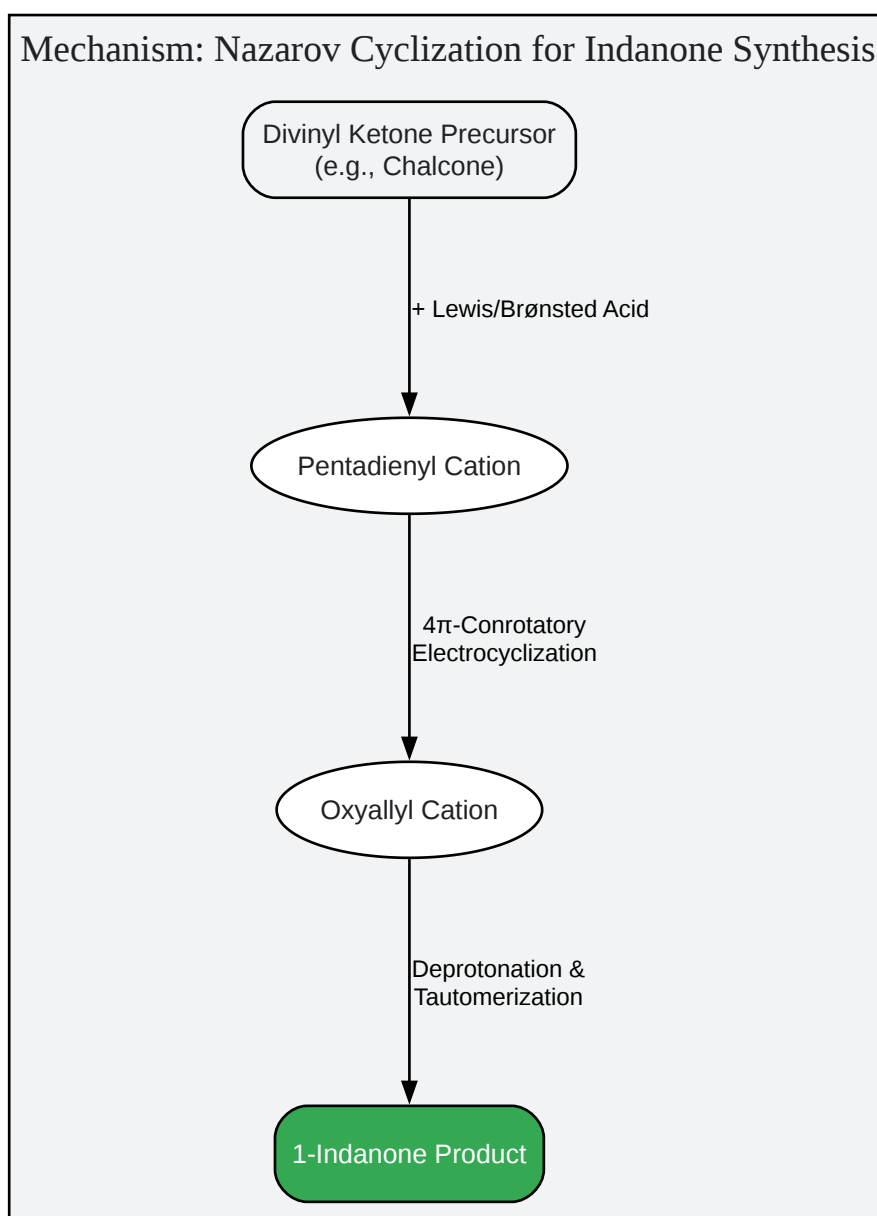 Mechanism: Nazarov Cyclization for Indanone Synthesis
Divinyl Ketone Precursor
(e.g., Chalcone)
+ Lewis/Brønsted Acid
Pentadienyl Cation
4π-Conrotatory
Electrocyclization
Oxyallyl Cation
Deprotonation &
Tautomerization
1-Indanone Product